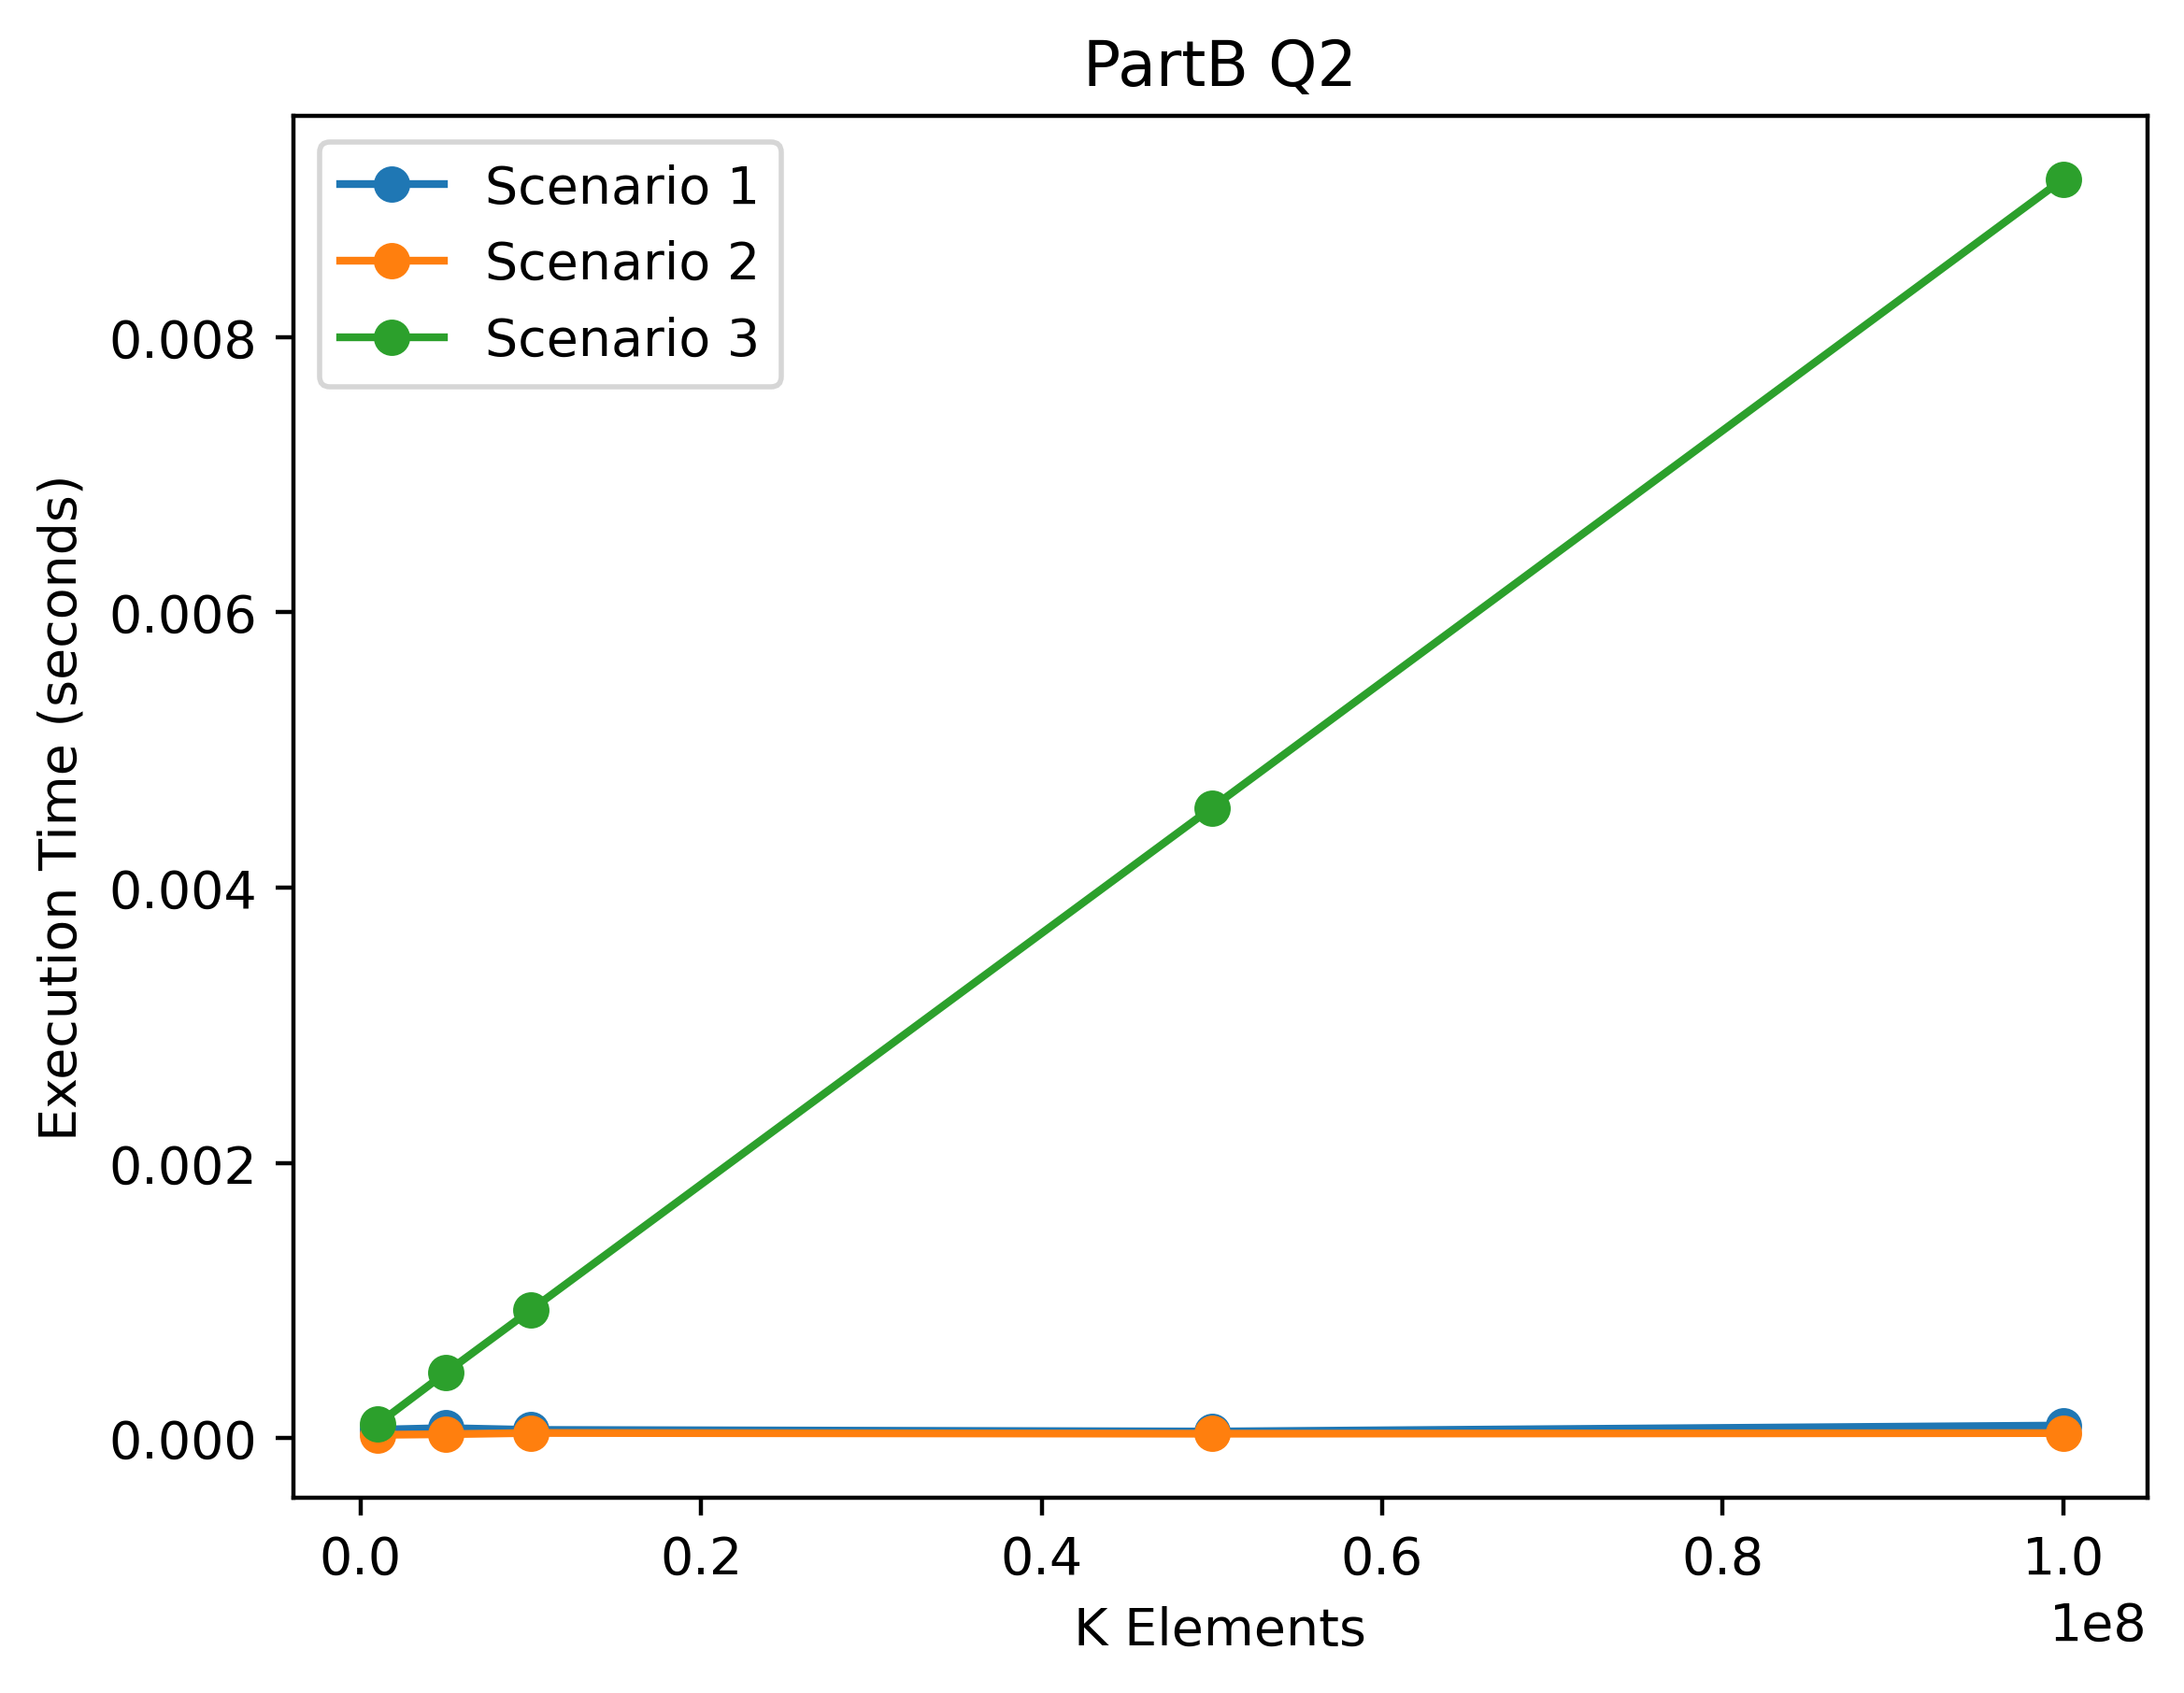 PartB Q2
Scenario 1
Scenario 2
Scenario 3
Execution Time (seconds)
0.008
0.006
0.004
0.002
0.000
0.0 0.2 0.4 0.6 0.8 1.0
1e8
K Elements